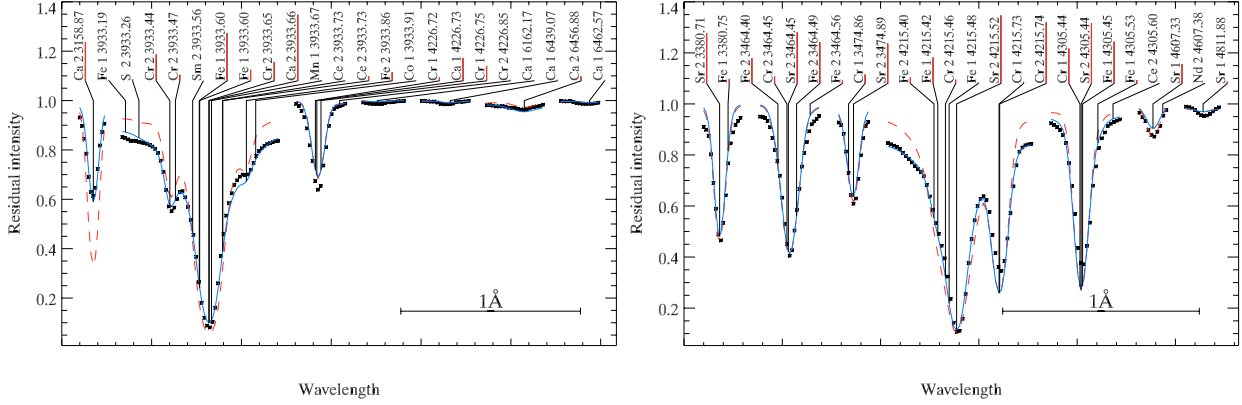 1.4
1.2
1.0
0.8
0.6
0.4
0.2
Residual intensity
Wavelength
1Å
Ca 2 3158.87
Fe 1 3933.19
S 2 3933.26
Cr 2 3933.44
Cr 2 3933.47
Sm 2 3933.56
Fe 1 3933.60
Fe 1 3933.60
Cr 2 3933.65
Ca 2 3933.66
Mn 1 3933.67
Ce 2 3933.73
Ce 2 3933.73
Fe 2 3933.86
Co 1 3933.91
Cr 1 4226.72
Ca 1 4226.73
Cr 1 4226.75
Cr 2 4226.85
Ca 1 6162.17
Ca 1 6439.07
Ca 2 6456.88
Ca 1 6462.57
1.4
1.2
1.0
0.8
0.6
0.4
0.2
Residual intensity
Wavelength
1Å
Sr 2 3380.71
Fe 1 3380.75
Fe 2 3464.40
Cr 2 3464.45
Sr 2 3464.45
Fe 2 3464.49
Fe 2 3464.56
Cr 1 3474.86
Sr 2 3474.89
Fe 2 4215.40
Fe 1 4215.42
Cr 2 4215.46
Fe 1 4215.48
Sr 2 4215.52
Cr 1 4215.73
Cr 2 4215.74
Cr 1 4305.44
Sr 2 4305.44
Fe 1 4305.45
Fe 1 4305.53
Ce 2 4305.60
Sr 1 4607.33
Nd 2 4607.38
Sr 1 4811.88